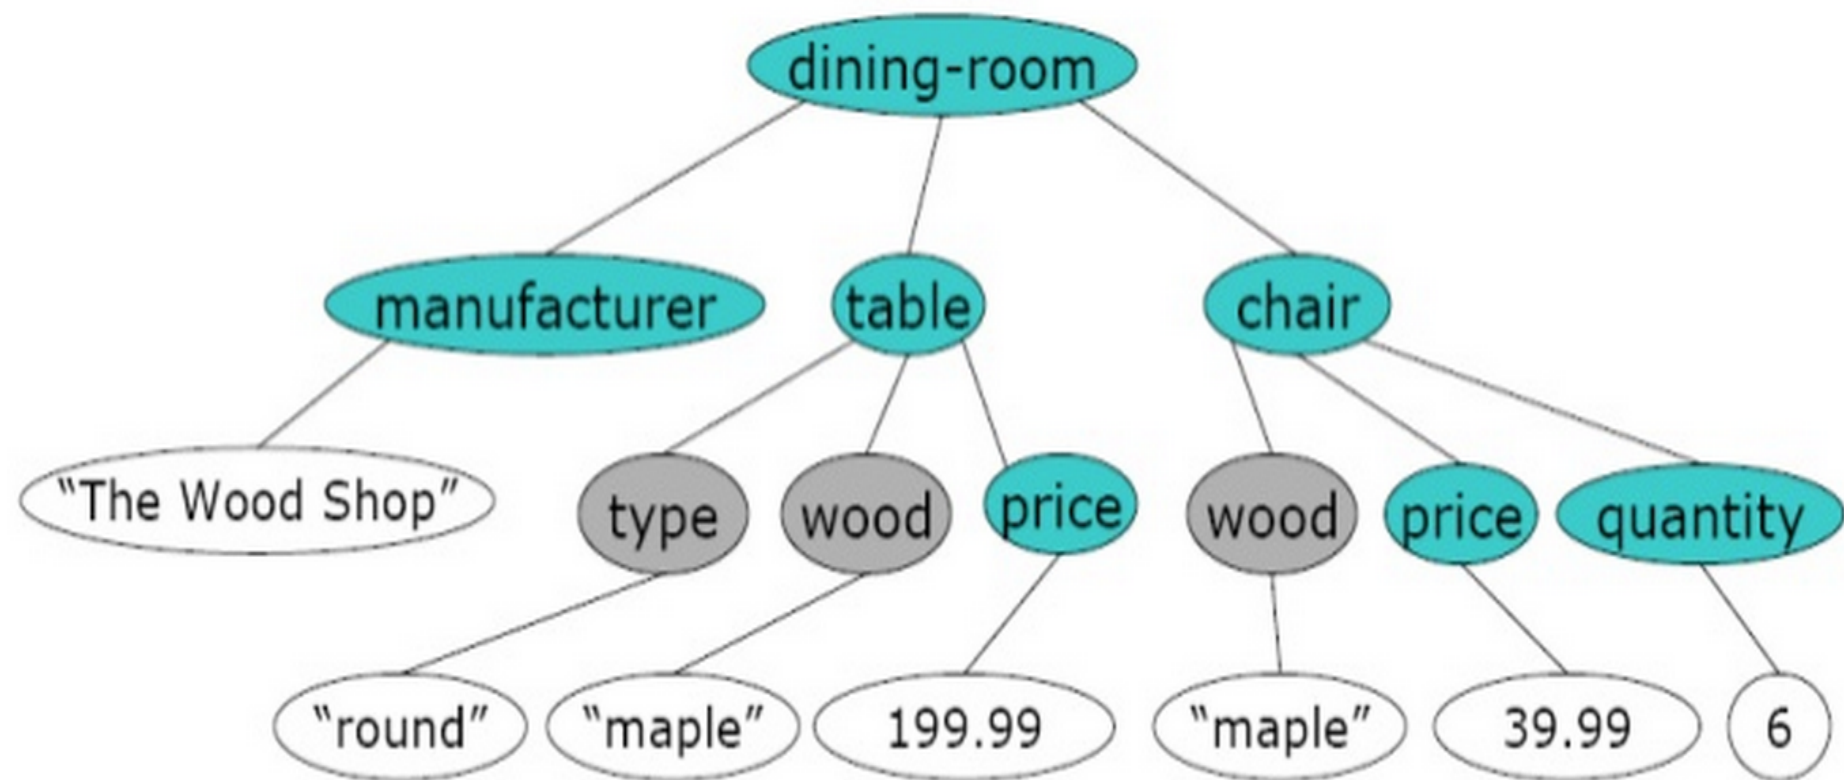 dining-room
manufacturer
table
chair
“The Wood Shop”
type
wood
price
wood
price
quantity
“round”
“maple”
199.99
“maple”
39.99
6